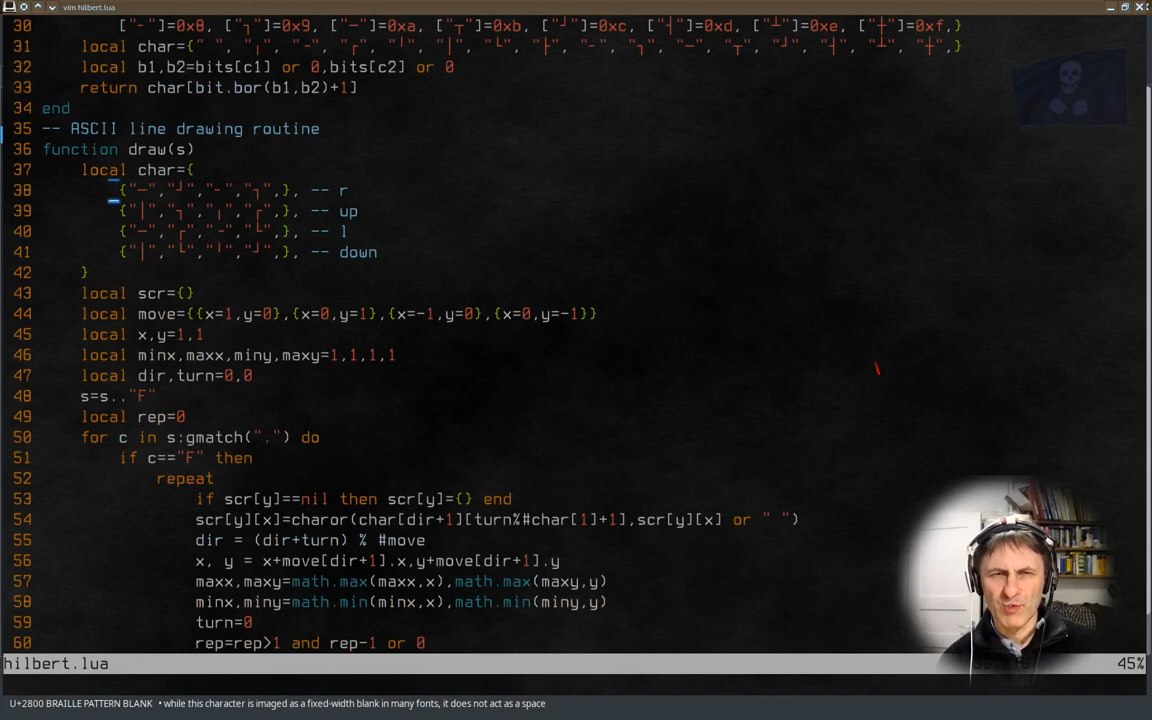 vim hilbert.lua
30 ["╴"]=0x8, ["┐"]=0x9, ["─"]=0xa, ["┬"]=0xb, ["┘"]=0xc, ["┤"]=0xd, ["┴"]=0xe, ["┼"]=0xf,}
31 local char={" ","╷","╶","┌","╵","│","└","├","╴","┐","─","┬","┘","┤","┴","┼",}
32 local b1,b2=bits[c1] or 0,bits[c2] or 0
33 return char[bit.bor(b1,b2)+1]
34 end
35 -- ASCII line drawing routine
36 function draw(s)
37 local char={
38 {"─","┘","╴","┐",}, -- r
39 {"│","┐","╷","┌",}, -- up
40 {"─","┌","╶","└",}, -- l
41 {"│","└","╵","┘",}, -- down
42 }
43 local scr={}
44 local move={{x=1,y=0},{x=0,y=1},{x=-1,y=0},{x=0,y=-1}}
45 local x,y=1,1
46 local minx,maxx,miny,maxy=1,1,1,1
47 local dir,turn=0,0
48 s=s.."F"
49 local rep=0
50 for c in s:gmatch(".") do
51 if c=="F" then
52 repeat
53 if scr[y]==nil then scr[y]={} end
54 scr[y][x]=charor(char[dir+1][turn%#char[1]+1],scr[y][x] or " ")
55 dir = (dir+turn) % #move
56 x, y = x+move[dir+1].x,y+move[dir+1].y
57 maxx,maxy=math.max(maxx,x),math.max(maxy,y)
58 minx,miny=math.min(minx,x),math.min(miny,y)
59 turn=0
60 rep=rep>1 and rep-1 or 0
hilbert.lua 45%
U+2800 BRAILLE PATTERN BLANK • while this character is imaged as a fixed-width blank in many fonts, it does not act as a space